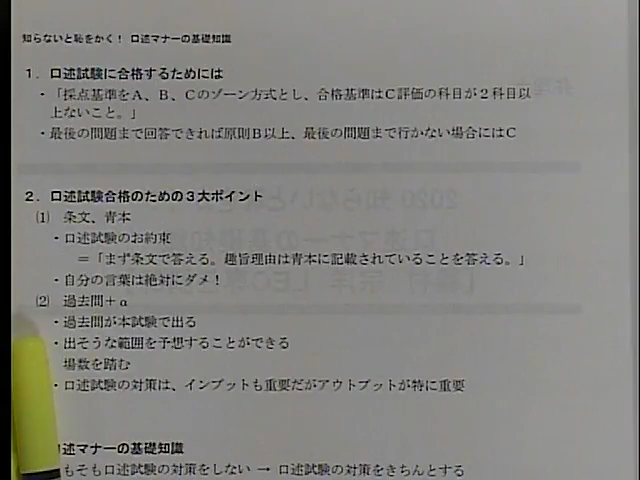 知らないと恥をかく！ 口述マナーの基礎知識
１．口述試験に合格するためには
・「採点基準をA、B、Cのゾーン方式とし、合格基準はC評価の科目が２科目以
上ないこと。」
・最後の問題まで回答できれば原則B以上、最後の問題まで行かない場合にはC
２．口述試験合格のための３大ポイント
(1) 条文、青本
・口述試験のお約束
＝「まず条文で答える。趣旨理由は青本に記載されていることを答える。」
・自分の言葉は絶対にダメ！
(2) 過去問＋α
・過去問が本試験で出る
・出そうな範囲を予想することができる
場数を踏む
・口述試験の対策は、インプットも重要だがアウトプットが特に重要
口述マナーの基礎知識
もそも口述試験の対策をしない → 口述試験の対策をきちんとする